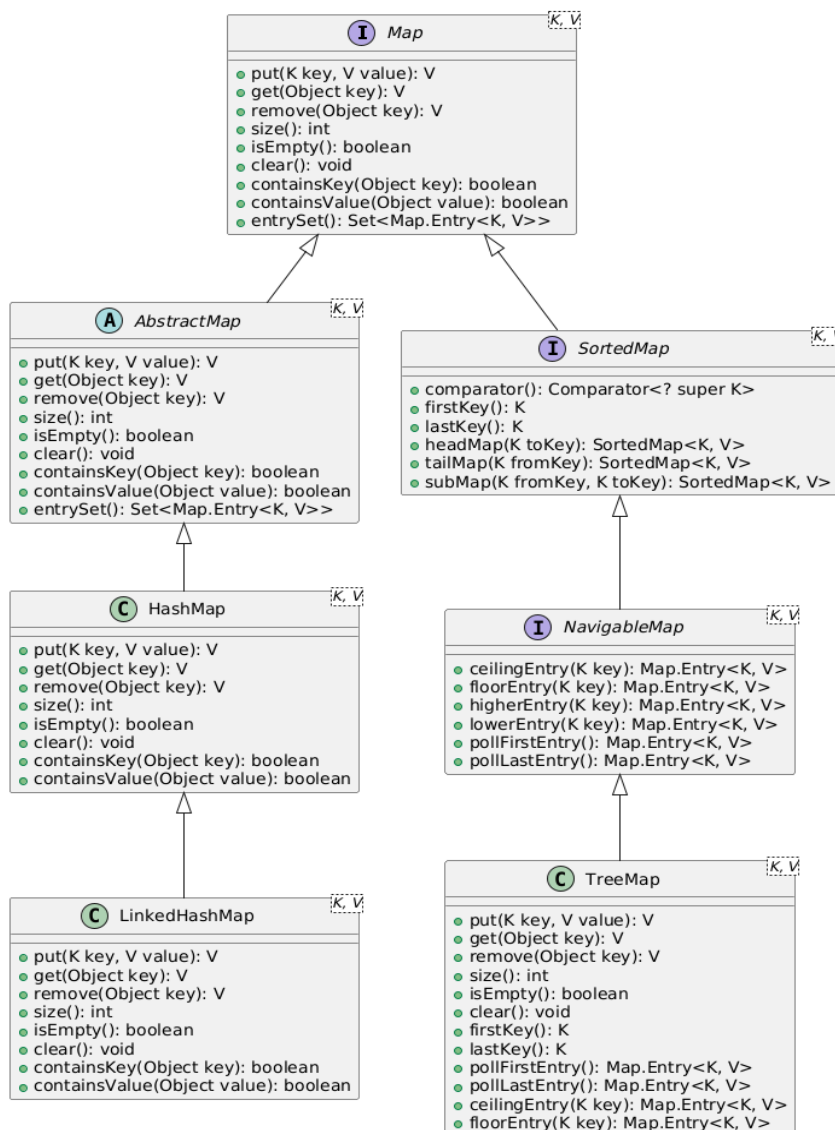 K, V
I Map
put(K key, V value): V
get(Object key): V
remove(Object key): V
size(): int
isEmpty(): boolean
clear(): void
containsKey(Object key): boolean
containsValue(Object value): boolean
entrySet(): Set<Map.Entry<K, V>>
K, V
A AbstractMap
put(K key, V value): V
get(Object key): V
remove(Object key): V
size(): int
isEmpty(): boolean
clear(): void
containsKey(Object key): boolean
containsValue(Object value): boolean
entrySet(): Set<Map.Entry<K, V>>
K, V
I SortedMap
comparator(): Comparator<? super K>
firstKey(): K
lastKey(): K
headMap(K toKey): SortedMap<K, V>
tailMap(K fromKey): SortedMap<K, V>
subMap(K fromKey, K toKey): SortedMap<K, V>
K, V
C HashMap
put(K key, V value): V
get(Object key): V
remove(Object key): V
size(): int
isEmpty(): boolean
clear(): void
containsKey(Object key): boolean
containsValue(Object value): boolean
K, V
I NavigableMap
ceilingEntry(K key): Map.Entry<K, V>
floorEntry(K key): Map.Entry<K, V>
higherEntry(K key): Map.Entry<K, V>
lowerEntry(K key): Map.Entry<K, V>
pollFirstEntry(): Map.Entry<K, V>
pollLastEntry(): Map.Entry<K, V>
K, V
C LinkedHashMap
put(K key, V value): V
get(Object key): V
remove(Object key): V
size(): int
isEmpty(): boolean
clear(): void
containsKey(Object key): boolean
containsValue(Object value): boolean
K, V
C TreeMap
put(K key, V value): V
get(Object key): V
remove(Object key): V
size(): int
isEmpty(): boolean
clear(): void
firstKey(): K
lastKey(): K
pollFirstEntry(): Map.Entry<K, V>
pollLastEntry(): Map.Entry<K, V>
ceilingEntry(K key): Map.Entry<K, V>
floorEntry(K key): Map.Entry<K, V>